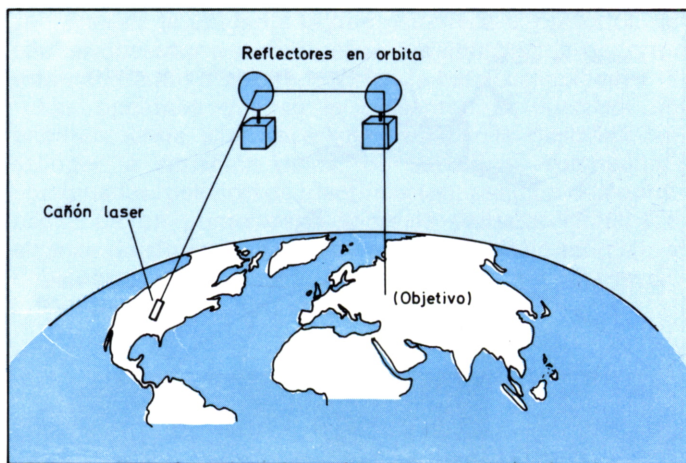 Reflectores en orbita
Cañón laser
(Objetivo)